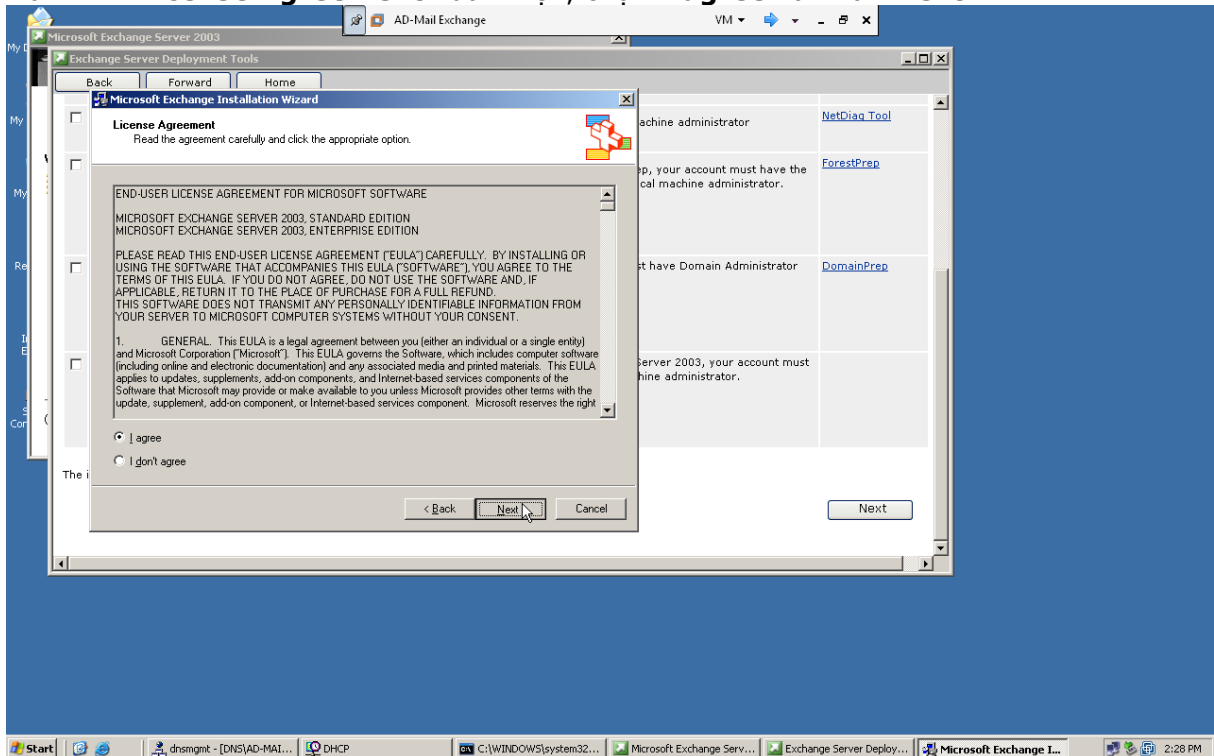 AD-Mail Exchange
VM
Microsoft Exchange Server 2003
Exchange Server Deployment Tools
Back Forward Home
Microsoft Exchange Installation Wizard
License Agreement
Read the agreement carefully and click the appropriate option.
achine administrator
NetDiag Tool
ep, your account must have the
cal machine administrator.
ForestPrep
st have Domain Administrator
DomainPrep
Server 2003, your account must
hine administrator.
END-USER LICENSE AGREEMENT FOR MICROSOFT SOFTWARE
MICROSOFT EXCHANGE SERVER 2003, STANDARD EDITION
MICROSOFT EXCHANGE SERVER 2003, ENTERPRISE EDITION
PLEASE READ THIS END-USER LICENSE AGREEMENT ("EULA") CAREFULLY. BY INSTALLING OR
USING THE SOFTWARE THAT ACCOMPANIES THIS EULA ("SOFTWARE"), YOU AGREE TO THE
TERMS OF THIS EULA. IF YOU DO NOT AGREE, DO NOT USE THE SOFTWARE AND, IF
APPLICABLE, RETURN IT TO THE PLACE OF PURCHASE FOR A FULL REFUND.
THIS SOFTWARE DOES NOT TRANSMIT ANY PERSONALLY IDENTIFIABLE INFORMATION FROM
YOUR SERVER TO MICROSOFT COMPUTER SYSTEMS WITHOUT YOUR CONSENT.
1. GENERAL. This EULA is a legal agreement between you (either an individual or a single entity)
and Microsoft Corporation ("Microsoft"). This EULA governs the Software, which includes computer software
(including online and electronic documentation) and any associated media and printed materials. This EULA
applies to updates, supplements, add-on components, and Internet-based services components of the
Software that Microsoft may provide or make available to you unless Microsoft provides other terms with the
update, supplement, add-on component, or Internet-based services component. Microsoft reserves the right
I agree
I don't agree
The i
< Back Next Cancel
Next
Start
dnsmgmt - [DNS\AD-MAI...
DHCP
C:\WINDOWS\system32...
Microsoft Exchange Serv...
Exchange Server Deploy...
Microsoft Exchange I...
2:28 PM